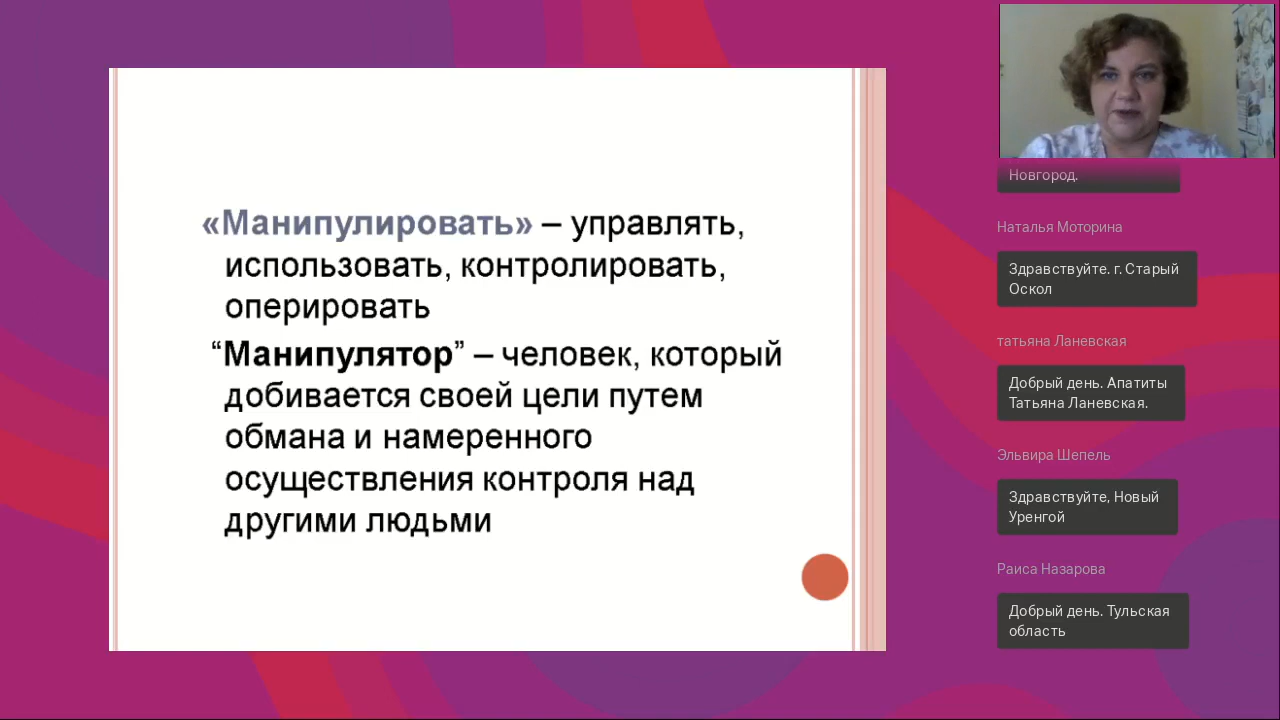 «Манипулировать» – управлять,
использовать, контролировать,
оперировать
“Манипулятор” – человек, который
добивается своей цели путем
обмана и намеренного
осуществления контроля над
другими людьми
Новгород.
Наталья Моторина
Здравствуйте. г. Старый
Оскол
татьяна Ланевская
Добрый день. Апатиты
Татьяна Ланевская.
Эльвира Шепель
Здравствуйте, Новый
Уренгой
Раиса Назарова
Добрый день. Тульская
область